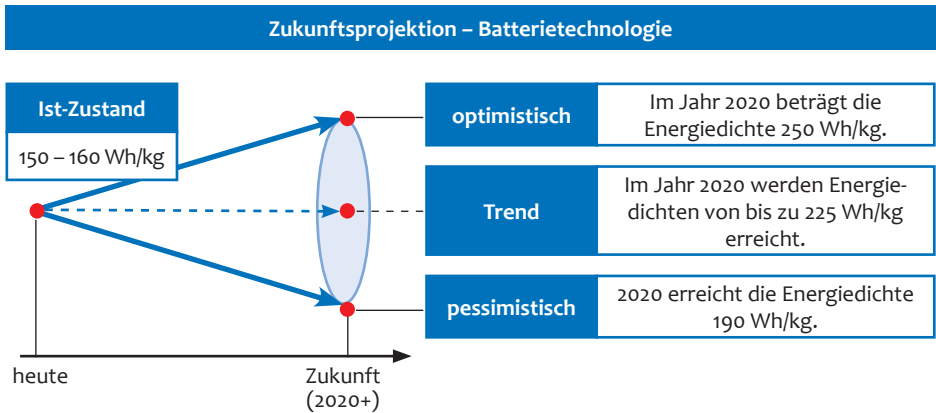 Zukunftsprojektion – Batterietechnologie
Ist-Zustand
150 – 160 Wh/kg
optimistisch
Im Jahr 2020 beträgt die
Energiedichte 250 Wh/kg.
Trend
Im Jahr 2020 werden Energie-
dichten von bis zu 225 Wh/kg
erreicht.
pessimistisch
2020 erreicht die Energiedichte
190 Wh/kg.
heute
Zukunft
(2020+)